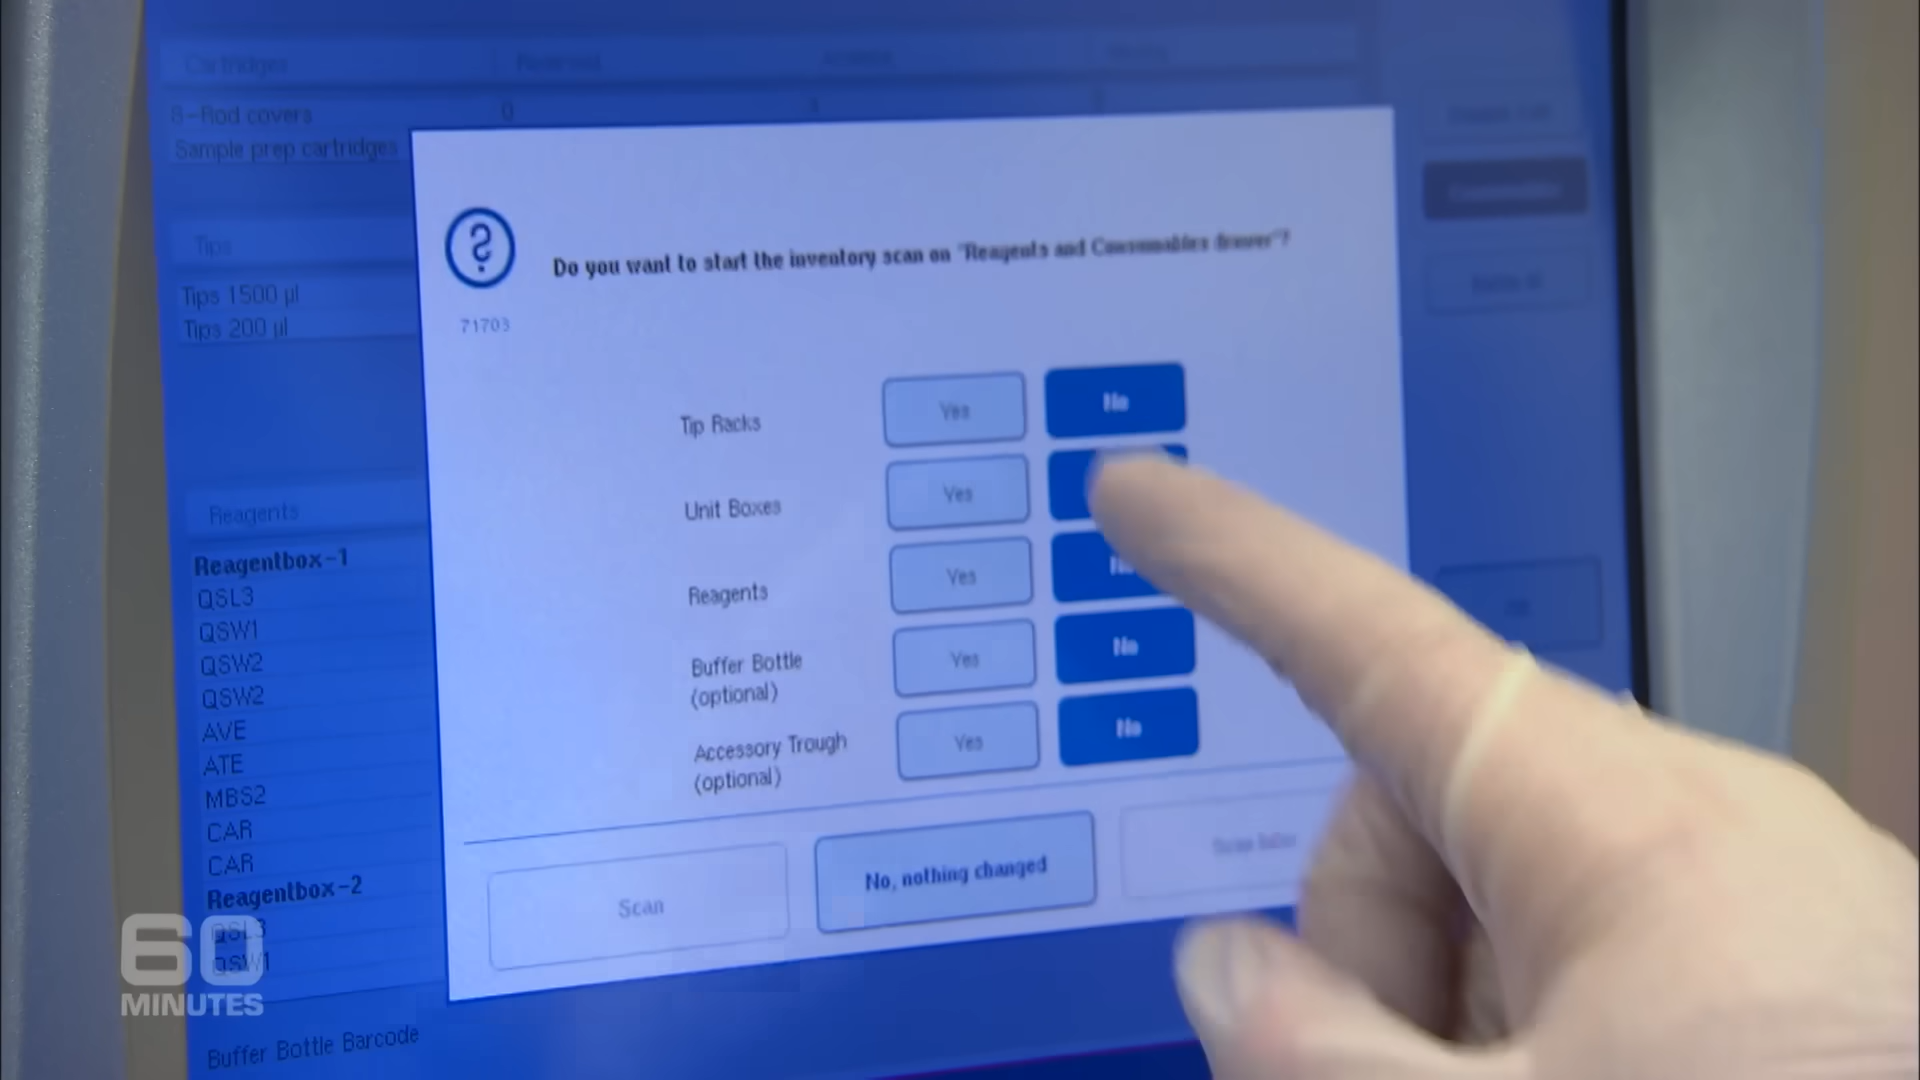 Cartridges
8-Rod covers 0
Sample prep cartridges
Tips
Tips 1500 µl
Tips 200 µl
Reagents
Reagentbox-1
QSL3
QSW1
QSW2
QSW2
AVE
ATE
MBS2
CAR
CAR
Reagentbox-2
QSL3
QSW1
Buffer Bottle Barcode
?
71703
Do you want to start the inventory scan on "Reagents and Consumables drawer"?
Tip Racks Yes No
Unit Boxes Yes
Reagents Yes No
Buffer Bottle Yes No
(optional)
Accessory Trough Yes No
(optional)
Scan No, nothing changed
60
MINUTES